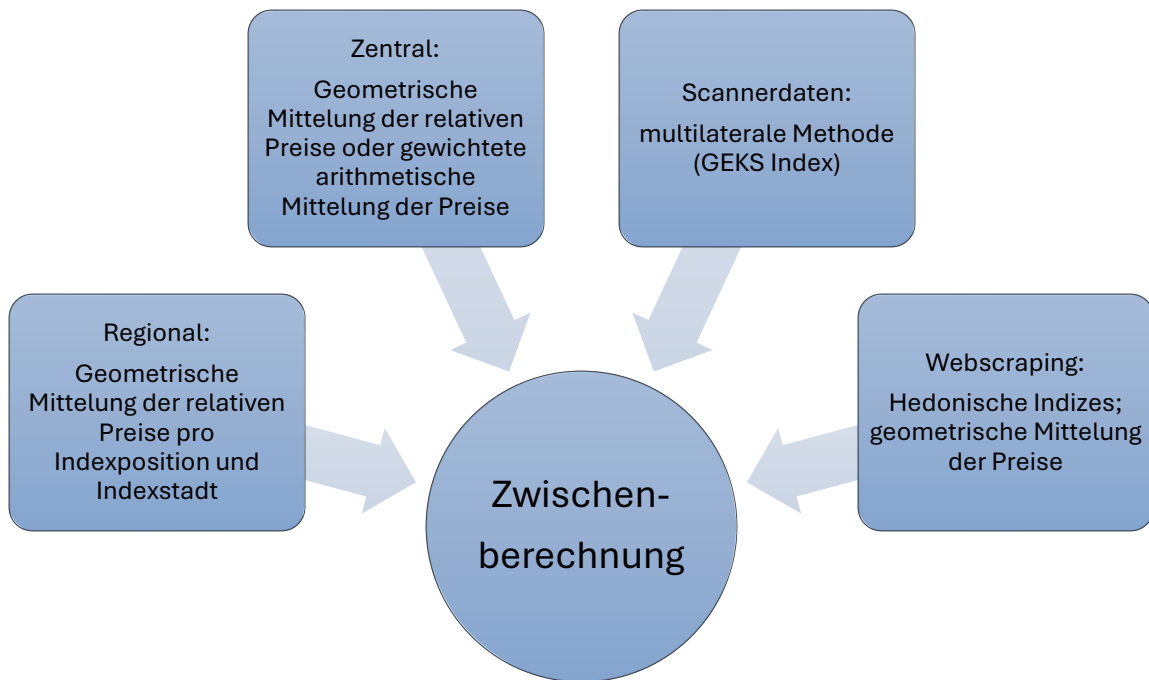 Zentral:
Geometrische
Mittelung der relativen
Preise oder gewichtete
arithmetische
Mittelung der Preise
Scannerdaten:
multilaterale Methode
(GEKS Index)
Regional:
Geometrische
Mittelung der relativen
Preise pro
Indexposition und
Indexstadt
Webscraping:
Hedonische Indizes;
geometrische Mittelung
der Preise
Zwischen-
berechnung